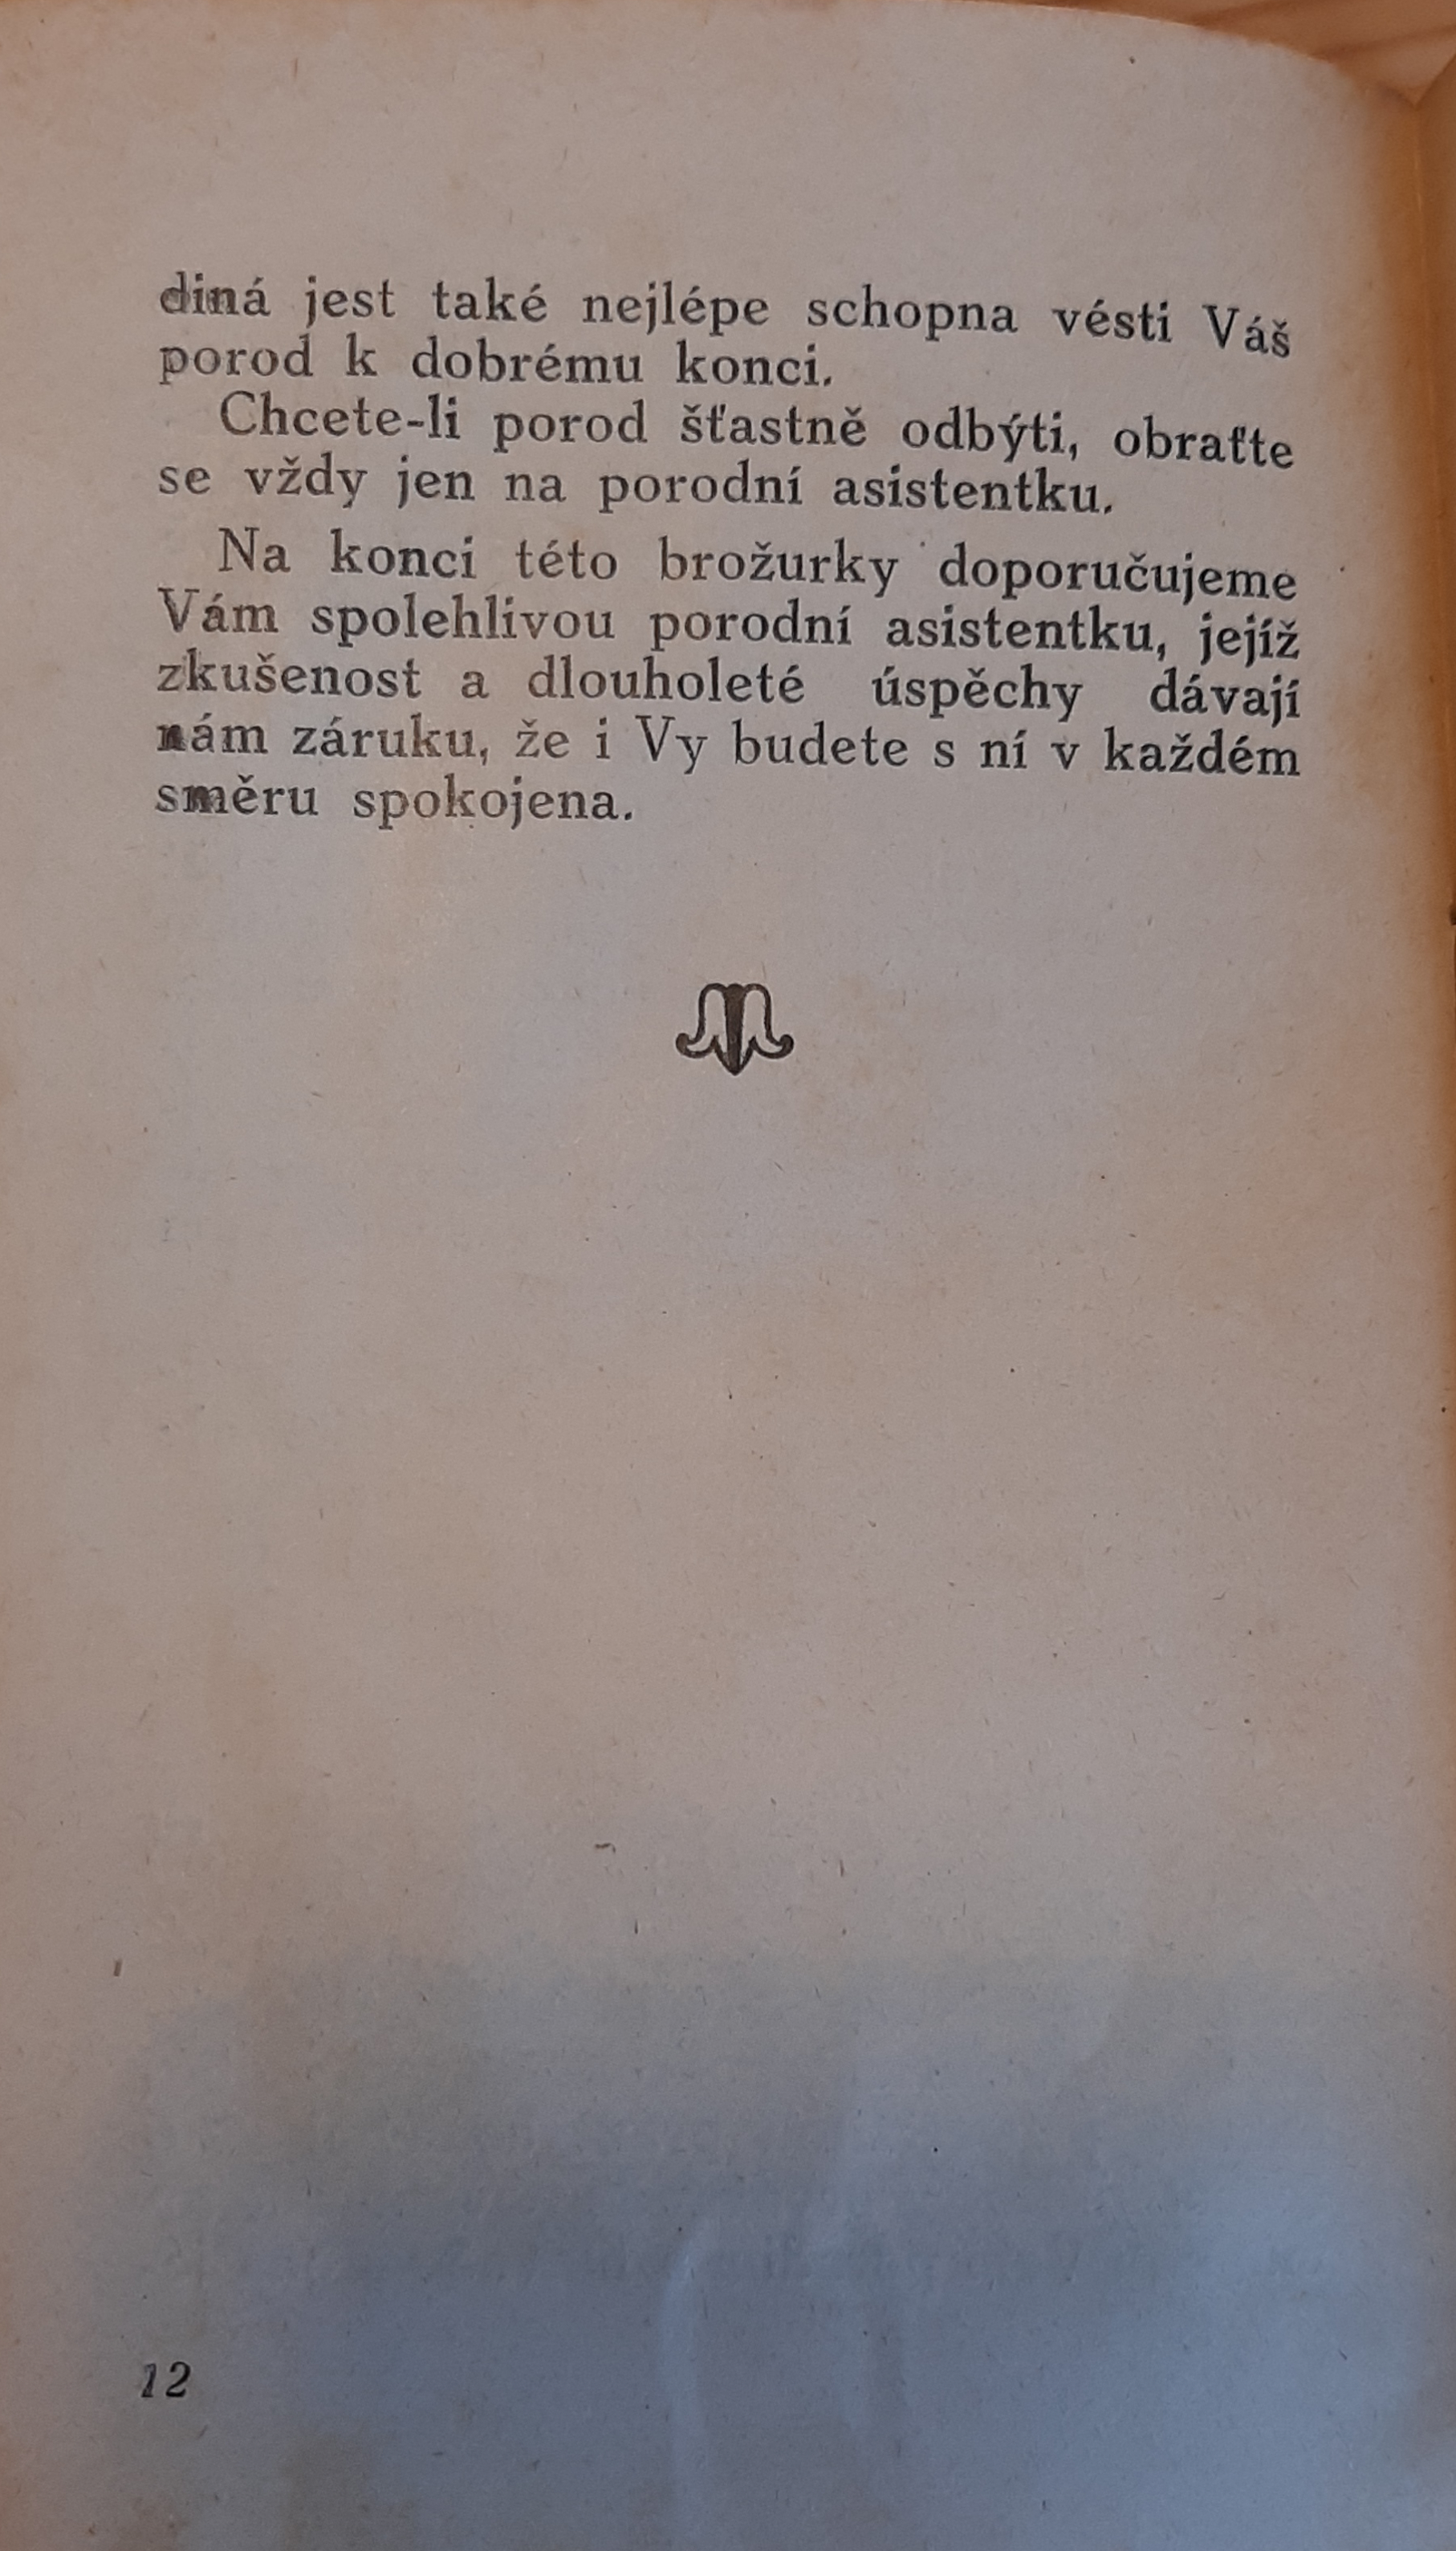 diná jest také nejlépe schopna vésti Váš
porod k dobrému konci.
Chcete-li porod šťastně odbýti, obraťte
se vždy jen na porodní asistentku.
Na konci této brožurky doporučujeme
Vám spolehlivou porodní asistentku, jejíž
zkušenost a dlouholeté úspěchy dávají
nám záruku, že i Vy budete s ní v každém
směru spokojena.
12